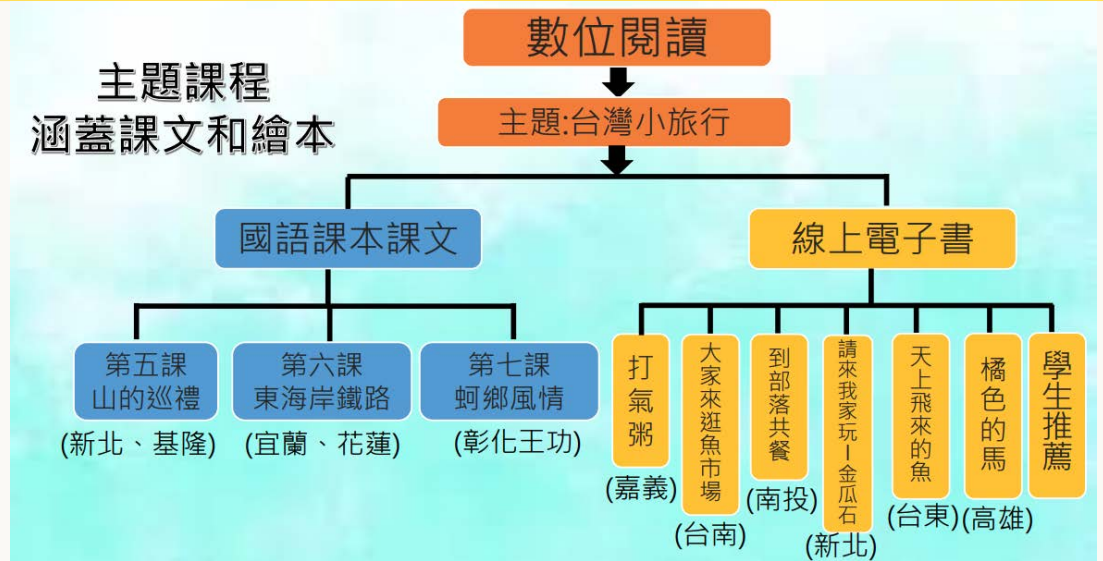 主題課程
涵蓋課文和繪本
數位閱讀
主題:台灣小旅行
國語課本課文
第五課
山的巡禮
(新北、基隆)
第六課
東海岸鐵路
(宜蘭、花蓮)
第七課
蚵鄉風情
(彰化王功)
線上電子書
打氣粥
(嘉義)
大家來逛魚市場
(台南)
到部落共餐
(南投)
請來我家玩—金瓜石
(新北)
天上飛來的魚
(台東)
橘色的馬
(高雄)
學生推薦